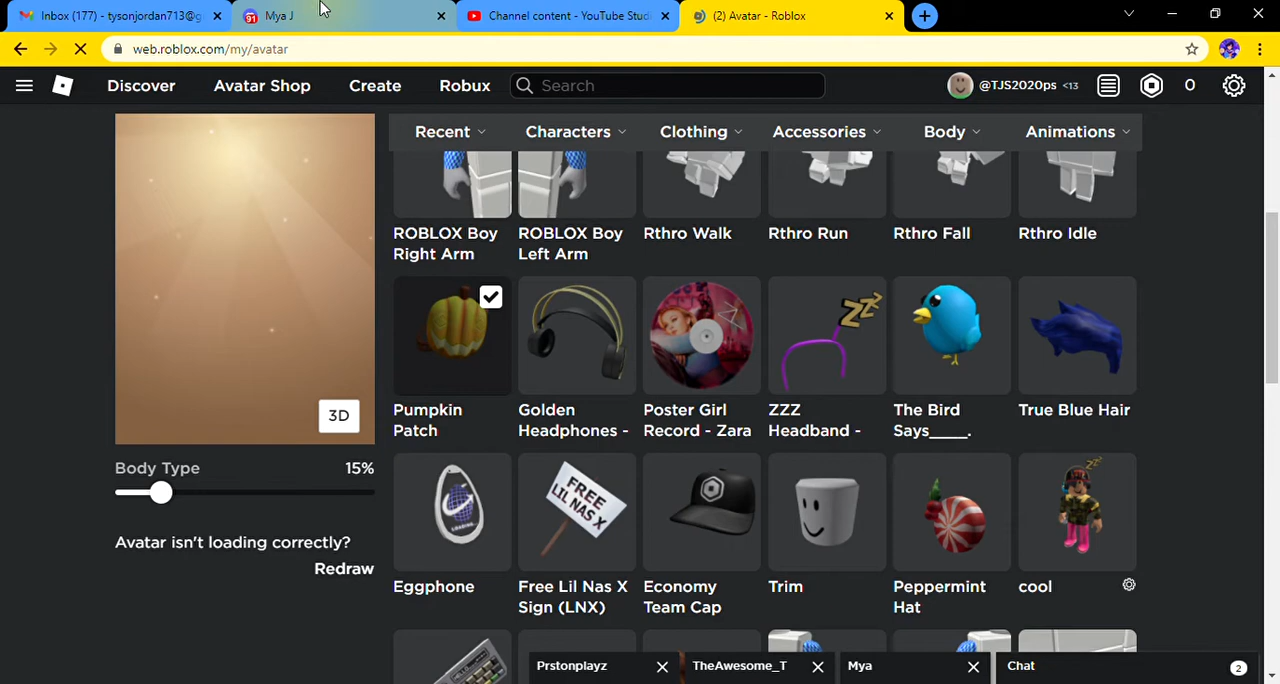 Inbox (177) - tysonjordan713@g
91 Mya J
Channel content - YouTube Studi
(2) Avatar - Roblox
web.roblox.com/my/avatar
Discover Avatar Shop Create Robux Search @TJS2020ps <13 0
Recent Characters Clothing Accessories Body Animations
ROBLOX Boy Right Arm
ROBLOX Boy Left Arm
Rthro Walk
Rthro Run
Rthro Fall
Rthro Idle
3D
Body Type 15%
Avatar isn't loading correctly?
Redraw
Pumpkin Patch
Golden Headphones -
Poster Girl Record - Zara
ZZZ Headband -
The Bird Says____.
True Blue Hair
FREE LIL NAS X
LOADING
Eggphone
Free Lil Nas X Sign (LNX)
Economy Team Cap
Trim
Peppermint Hat
cool
Prstonplayz
TheAwesome_T
Mya
Chat 2